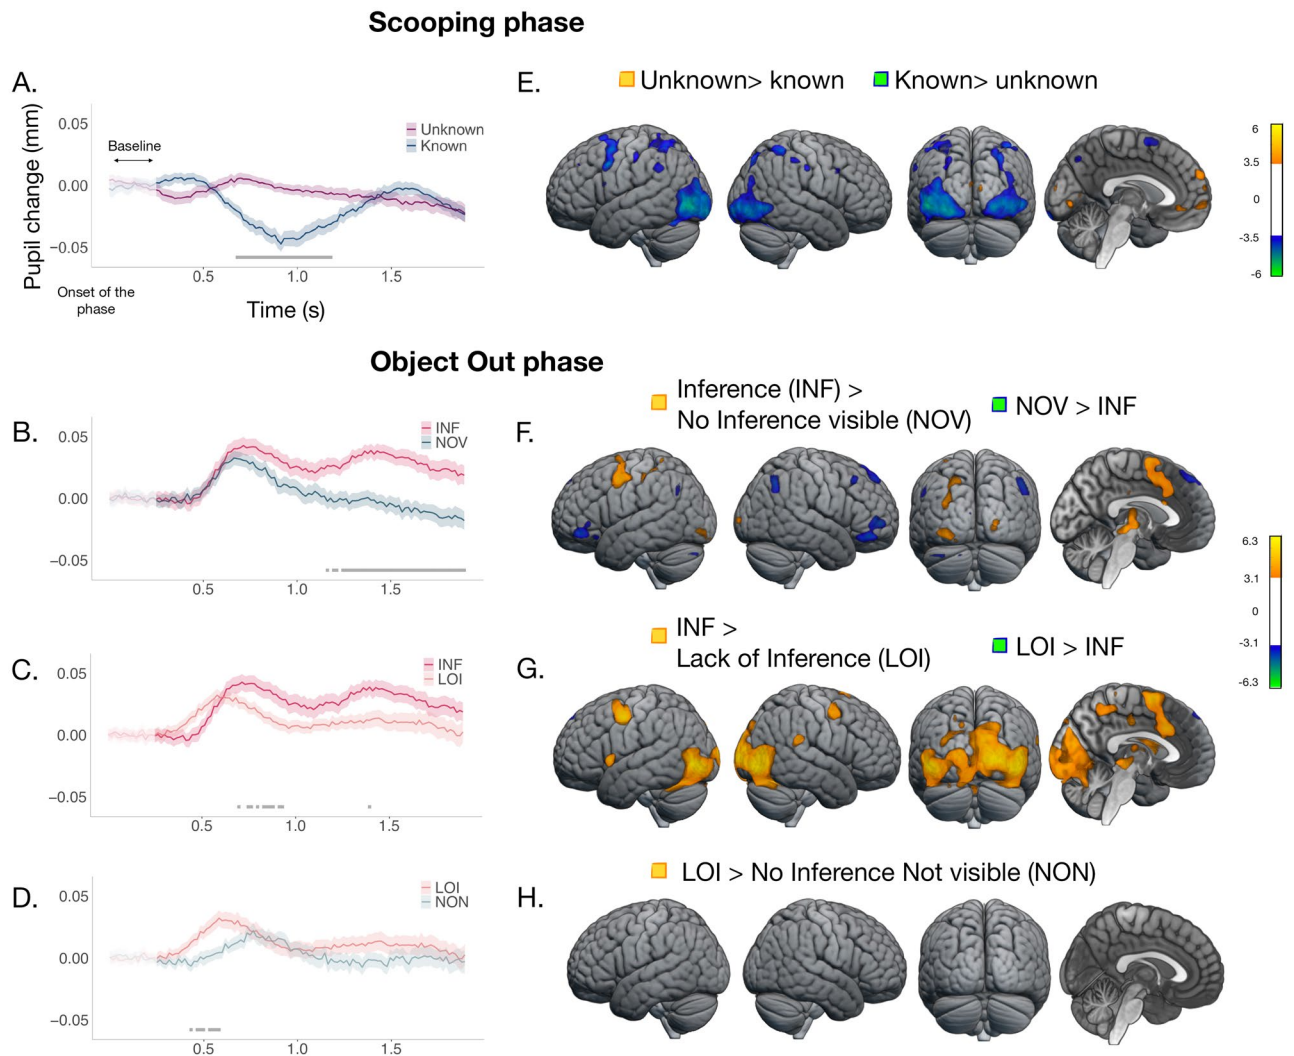 Scooping phase
A.
Pupil change (mm)
0.05
0.00
−0.05
Baseline
Unknown
Known
0.5
1.0
1.5
Onset of the
phase
Time (s)
E.
Unknown> known
Known> unknown
6
3.5
0
-3.5
-6
Object Out phase
B.
0.05
0.00
−0.05
INF
NOV
0.5
1.0
1.5
F.
Inference (INF) >
No Inference visible (NOV)
NOV > INF
6.3
3.1
0
-3.1
-6.3
C.
0.05
0.00
−0.05
INF
LOI
0.5
1.0
1.5
G.
INF >
Lack of Inference (LOI)
LOI > INF
D.
0.05
0.00
−0.05
LOI
NON
0.5
1.0
1.5
H.
LOI > No Inference Not visible (NON)